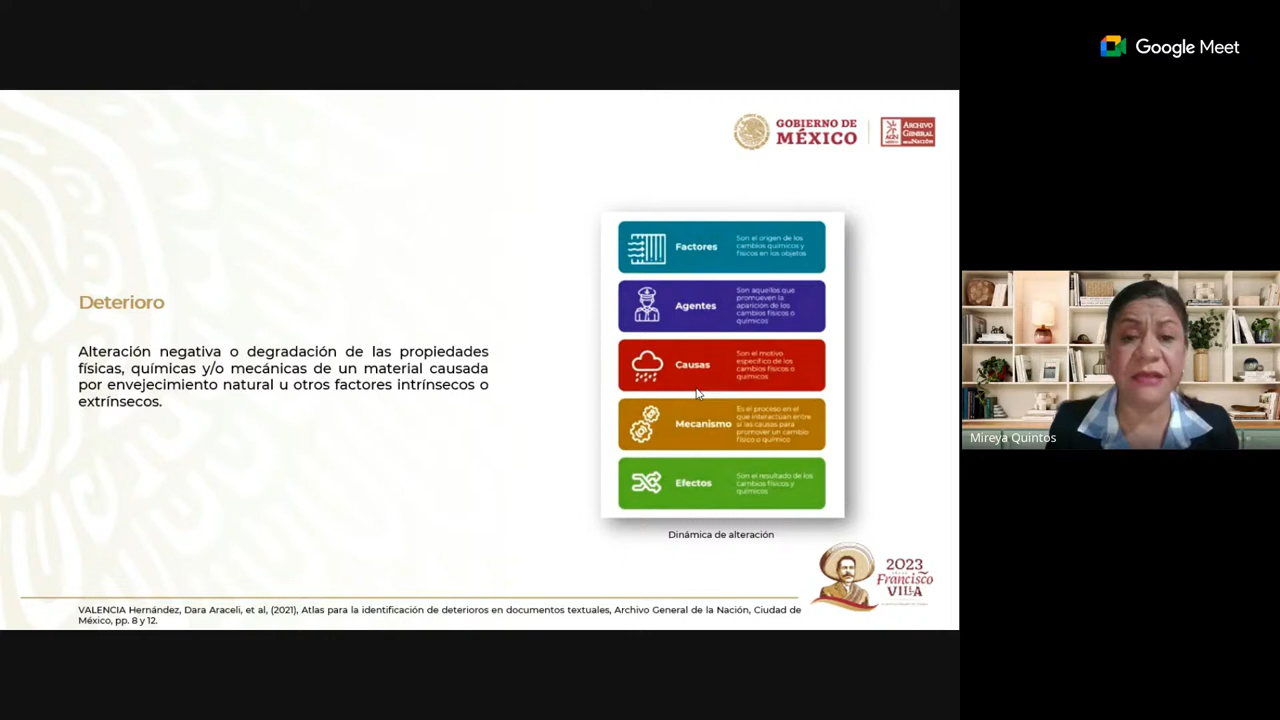 Google Meet
GOBIERNO DE
MÉXICO
ARCHIVO
GENERAL
DE LA NACIÓN
Deterioro
Alteración negativa o degradación de las propiedades
físicas, químicas y/o mecánicas de un material causada
por envejecimiento natural u otros factores intrínsecos o
extrínsecos.
Factores
Son el origen de los
cambios químicos y
físicos en los objetos
Agentes
Son aquellos que
promueven la
aparición de los
cambios físicos o
químicos
Causas
Son el motivo
específico de los
cambios físicos o
químicos
Mecanismo
Es el proceso en el
que interactúan entre
sí las causas para
promover un cambio
físico o químico
Efectos
Son el resultado de los
cambios físicos y
químicos
Dinámica de alteración
2023
Francisco
VILLA
VALENCIA Hernández, Dara Araceli, et al, (2021), Atlas para la identificación de deterioros en documentos textuales, Archivo General de la Nación, Ciudad de
México, pp. 8 y 12.
Mireya Quintos